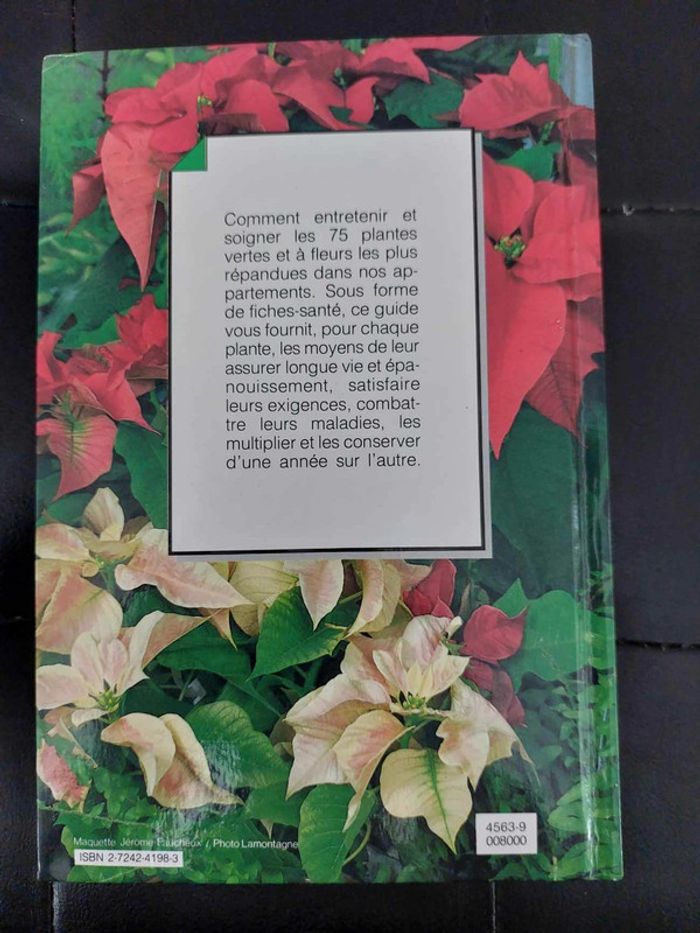 Comment entretenir et
soigner les 75 plantes
vertes et à fleurs les plus
répandues dans nos ap-
partements. Sous forme
de fiches-santé, ce guide
vous fournit, pour chaque
plante, les moyens de leur
assurer longue vie et épa-
nouissement, satisfaire
leurs exigences, combat-
tre leurs maladies, les
multiplier et les conserver
d'une année sur l'autre.
4563-9
008000
Maquette Jérome / Photo Lamontagne
ISBN 2-7242-4198-3